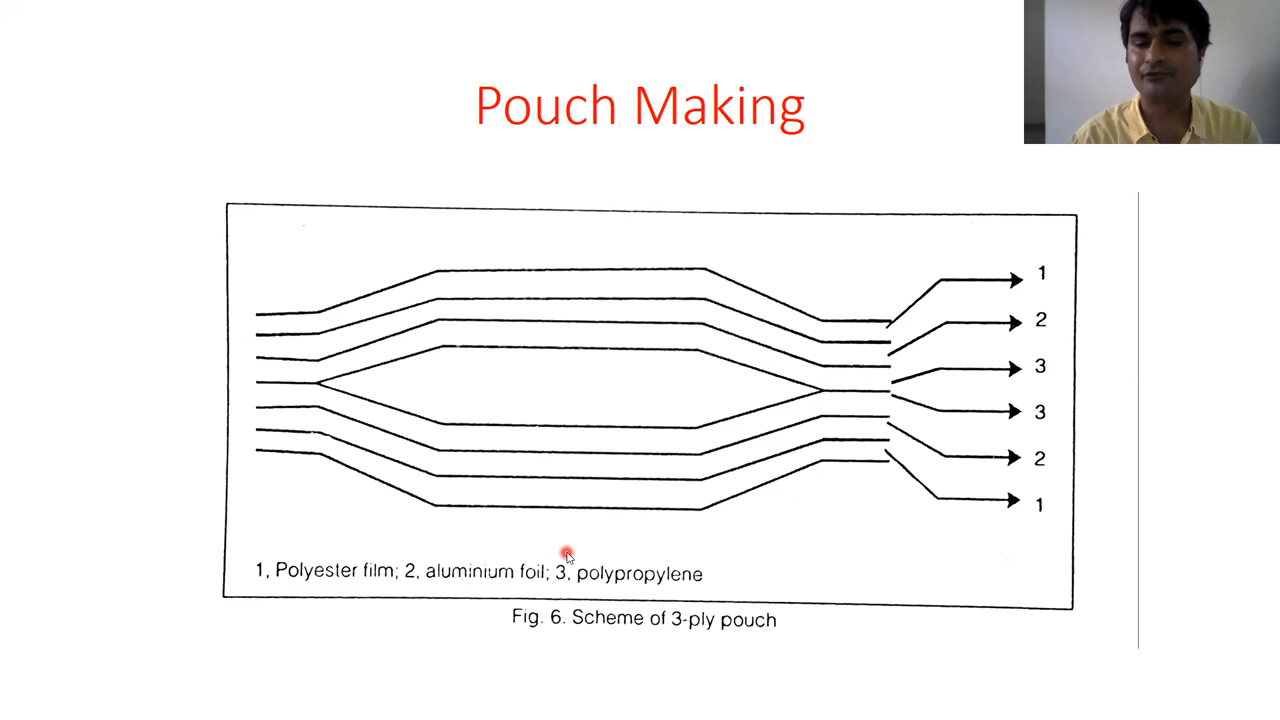 Pouch Making
1
2
3
3
2
1
1, Polyester film; 2, aluminium foil; 3, polypropylene
Fig. 6. Scheme of 3-ply pouch